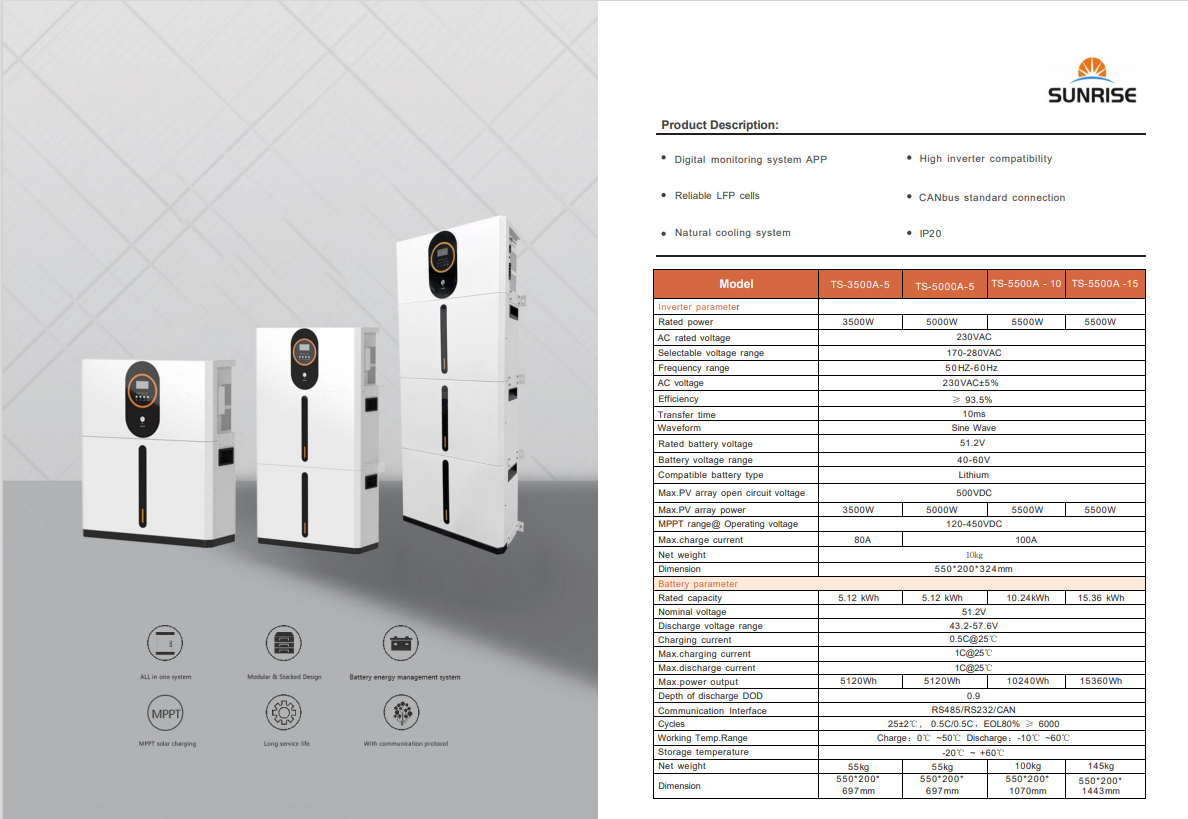 ALL in one system
Modular & Stacked Design
Battery energy management system
MPPT
MPPT solar charging
Long service life
With communication protocol
SUNRISE
Product Description:
Digital monitoring system APP
High inverter compatibility
Reliable LFP cells
CANbus standard connection
Natural cooling system
IP20
Model TS-3500A-5 TS-5000A-5 TS-5500A - 10 TS-5500A -15
Inverter parameter
Rated power 3500W 5000W 5500W 5500W
AC rated voltage 230VAC
Selectable voltage range 170-280VAC
Frequency range 50HZ-60Hz
AC voltage 230VAC±5%
Efficiency ≥ 93.5%
Transfer time 10ms
Waveform Sine Wave
Rated battery voltage 51.2V
Battery voltage range 40-60V
Compatible battery type Lithium
Max.PV array open circuit voltage 500VDC
Max.PV array power 3500W 5000W 5500W 5500W
MPPT range@ Operating voltage 120-450VDC
Max.charge current 80A 100A
Net weight 10kg
Dimension 550*200*324mm
Battery parameter
Rated capacity 5.12 kWh 5.12 kWh 10.24kWh 15.36 kWh
Nominal voltage 51.2V
Discharge voltage range 43.2-57.6V
Charging current 0.5C@25℃
Max.charging current 1C@25℃
Max.discharge current 1C@25℃
Max.power output 5120Wh 5120Wh 10240Wh 15360Wh
Depth of discharge DOD 0.9
Communication Interface RS485/RS232/CAN
Cycles 25±2℃， 0.5C/0.5C，EOL80% ≥ 6000
Working Temp.Range Charge：0℃ ~50℃ Discharge：-10℃ ~60℃
Storage temperature -20℃ ~ +60℃
Net weight 55kg 55kg 100kg 145kg
Dimension 550*200* 550*200* 550*200* 550*200*
697mm 697mm 1070mm 1443mm